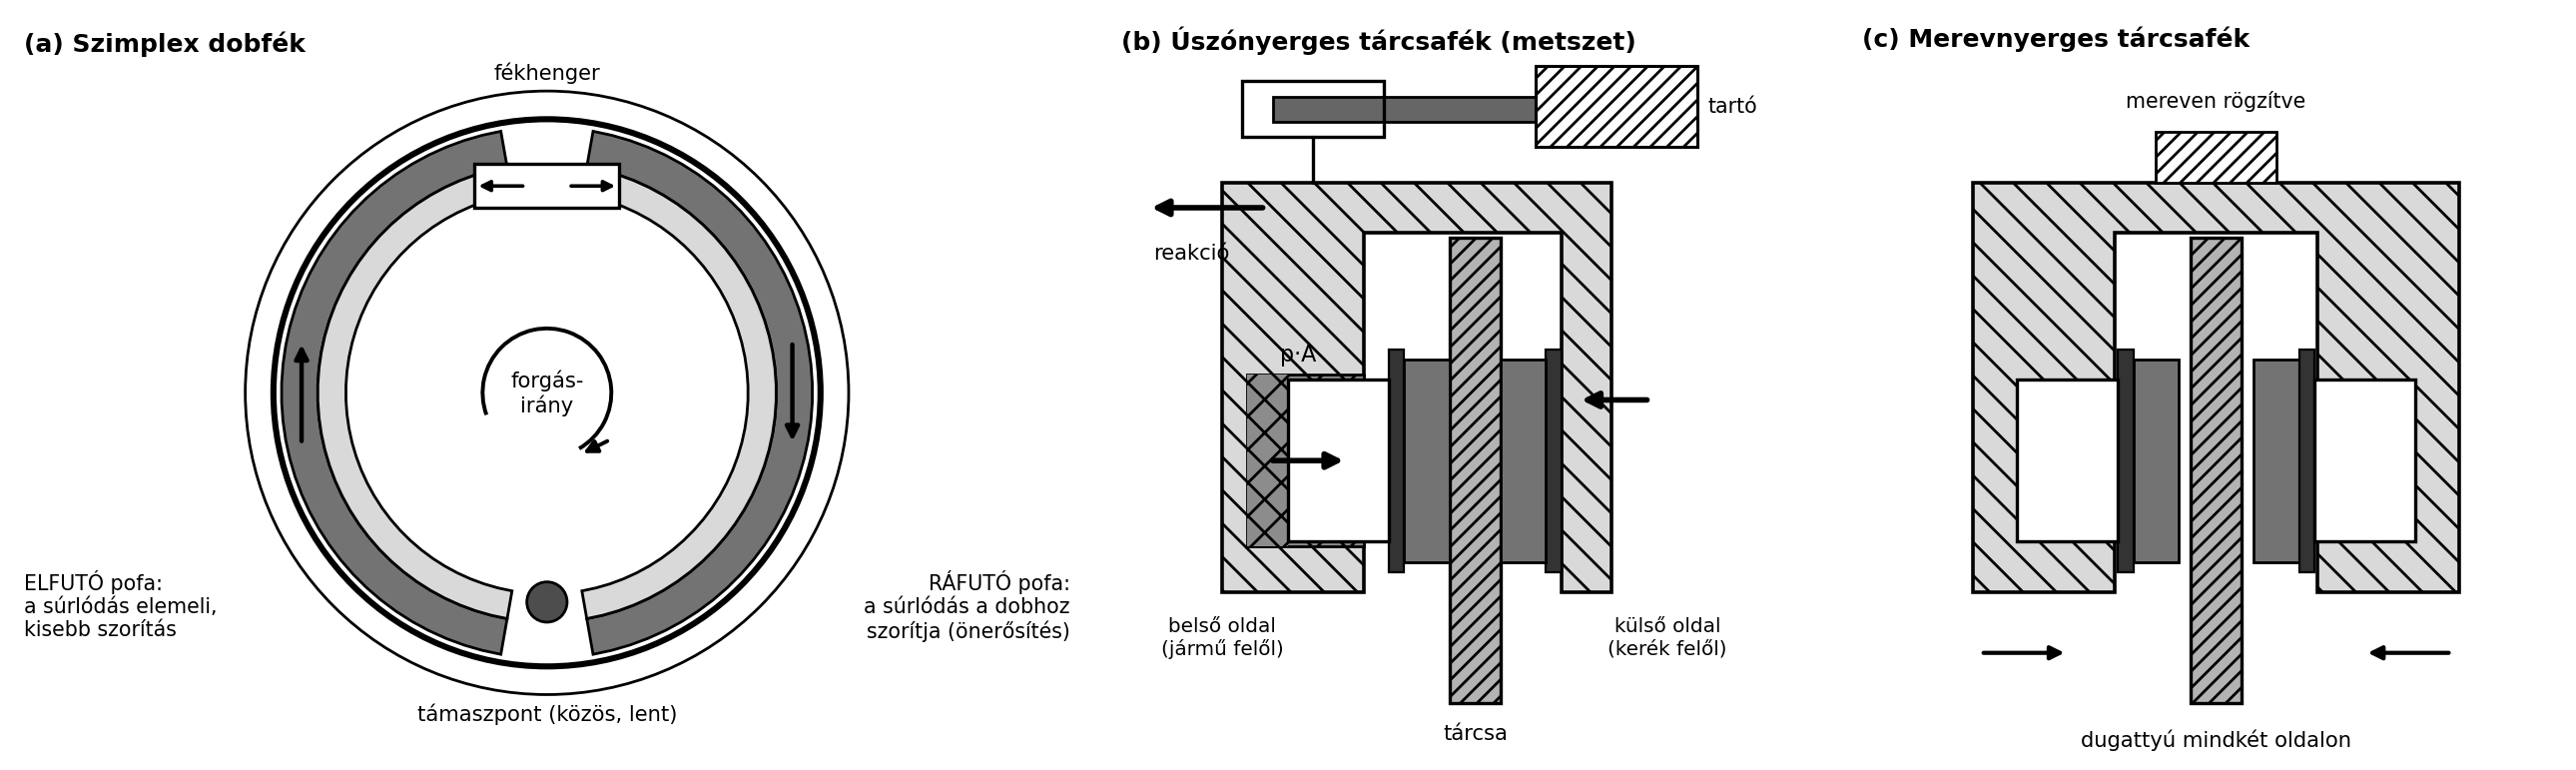 (a) Szimplex dobfék
fékhenger
forgás-
irány
ELFUTÓ pofa:
a súrlódás elemeli,
kisebb szorítás
RÁFUTÓ pofa:
a súrlódás a dobhoz
szorítja (önerősítés)
támaszpont (közös, lent)
(b) Úszónyerges tárcsafék (metszet)
tartó
reakció
p·A
belső oldal
(jármű felől)
külső oldal
(kerék felől)
tárcsa
(c) Merevnyerges tárcsafék
mereven rögzítve
dugattyú mindkét oldalon